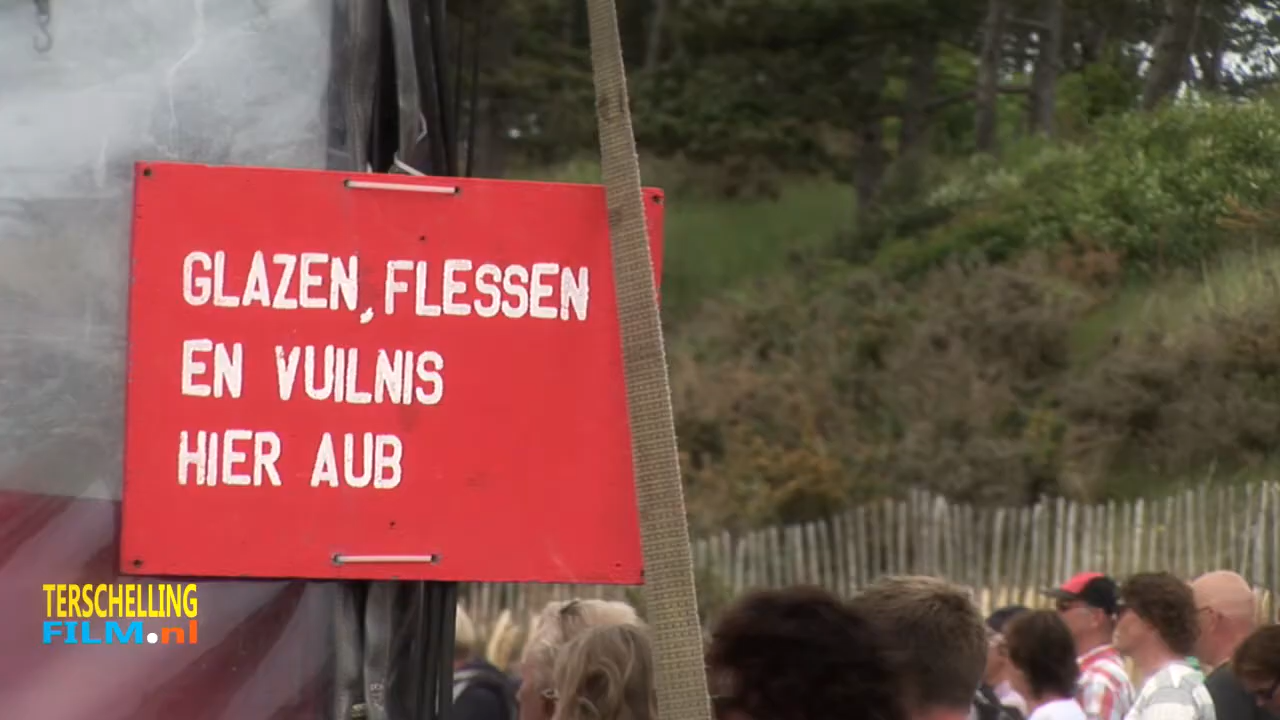 GLAZEN, FLESSEN
EN VUILNIS
HIER AUB
TERSCHELLING
FILM.nl